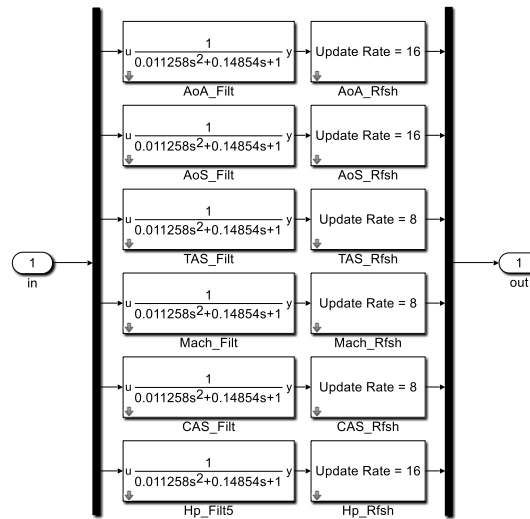 1
in
u 1 y
0.011258s2+0.14854s+1
AoA_Filt
Update Rate = 16
AoA_Rfsh
u 1 y
0.011258s2+0.14854s+1
AoS_Filt
Update Rate = 16
AoS_Rfsh
u 1 y
0.011258s2+0.14854s+1
TAS_Filt
Update Rate = 8
TAS_Rfsh
u 1 y
0.011258s2+0.14854s+1
Mach_Filt
Update Rate = 8
Mach_Rfsh
u 1 y
0.011258s2+0.14854s+1
CAS_Filt
Update Rate = 8
CAS_Rfsh
u 1 y
0.011258s2+0.14854s+1
Hp_Filt5
Update Rate = 16
Hp_Rfsh
1
out